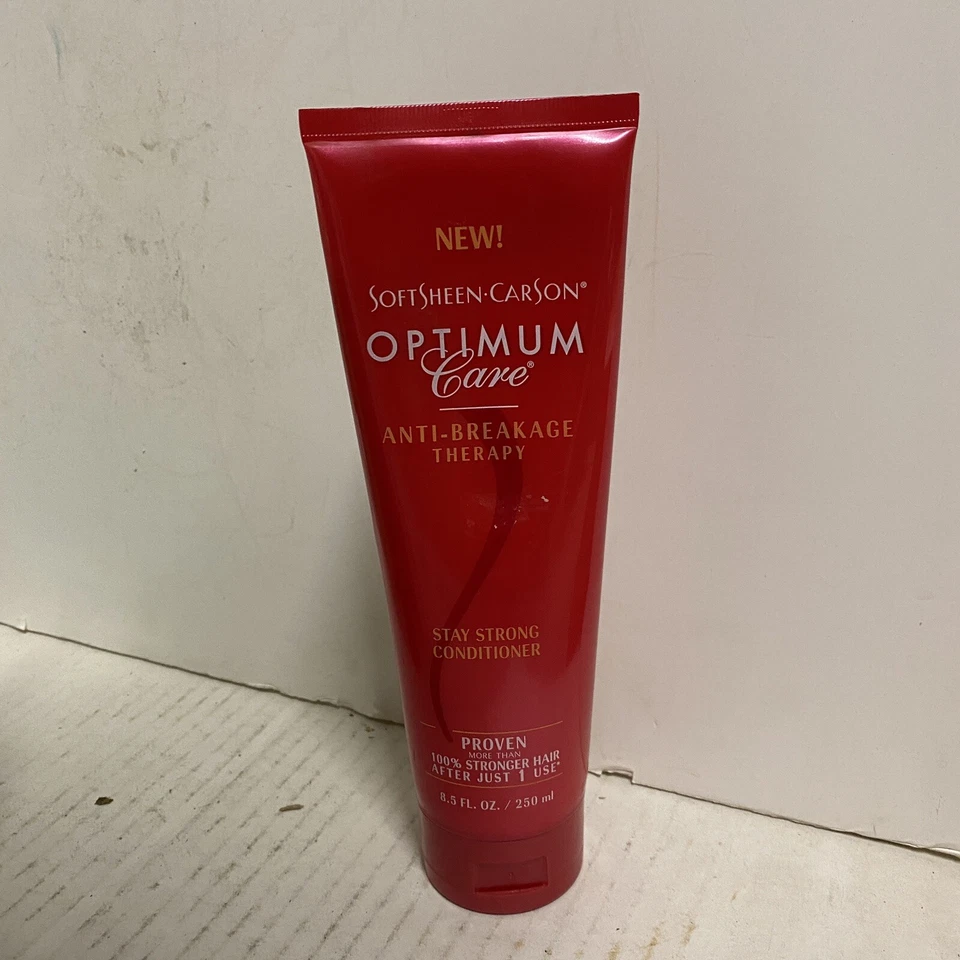 NEW!
SOFTSHEEN·CARSON®
OPTIMUM
Care®
ANTI-BREAKAGE
THERAPY
STAY STRONG
CONDITIONER
PROVEN
MORE THAN
100% STRONGER HAIR
AFTER JUST 1 USE*
8.5 FL. OZ. / 250 ml